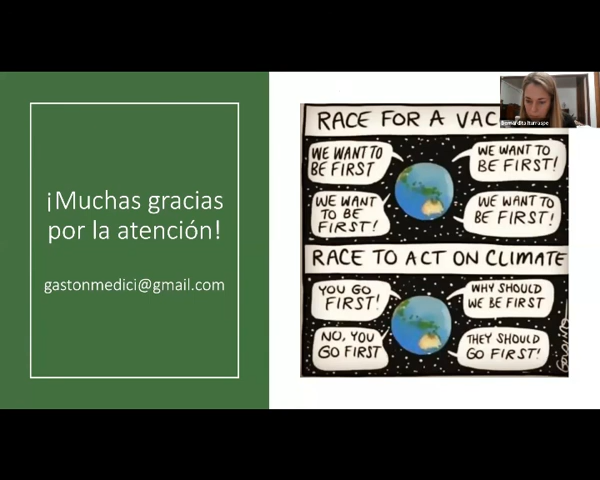 ¡Muchas gracias
por la atención!
gastonmedici@gmail.com
RACE FOR A VAC
WE WANT TO
BE FIRST
WE WANT TO
BE FIRST!
WE WANT
TO BE
FIRST!
WE WANT TO
BE FIRST!
RACE TO ACT ON CLIMATE
YOU GO
FIRST!
WHY SHOULD
WE BE FIRST
NO, YOU
GO FIRST
THEY SHOULD
GO FIRST!